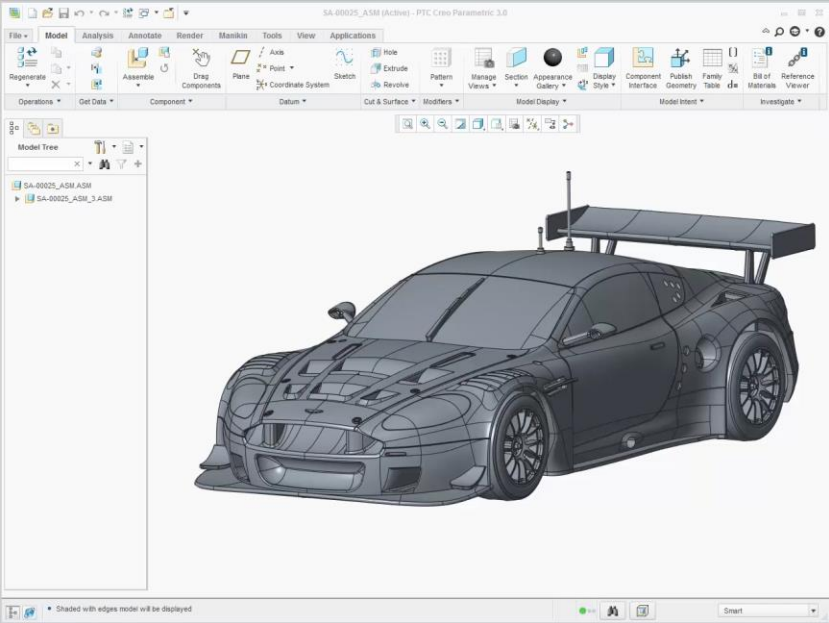 SA-00025_ASM (Active) - PTC Creo Parametric 3.0
File Model Analysis Annotate Render Manikin Tools View Applications
Regenerate
Operations
Get Data
Assemble
Drag Components
Component
Plane
Axis
Point
Coordinate System
Sketch
Datum
Hole
Extrude
Revolve
Cut & Surface
Pattern
Modifiers
Manage Views
Section
Appearance Gallery
Display Style
Model Display
Component Interface
Publish Geometry
Family Table
d=
Model Intent
Bill of Materials
Reference Viewer
Investigate
Model Tree
SA-00025_ASM.ASM
SA-00025_ASM_3.ASM
Shaded with edges model will be displayed
Smart